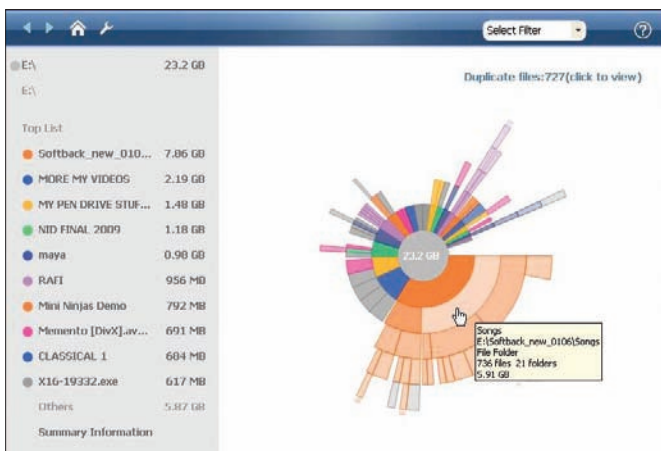 Select Filter
?
E:\ 23.2 GB
E:\
Duplicate files:727(click to view)
Top List
Softback_new_010... 7.86 GB
MORE MY VIDEOS 2.19 GB
MY PEN DRIVE STUF... 1.48 GB
NID FINAL 2009 1.18 GB
maya 0.98 GB
RAFI 956 MB
Mini Ninjas Demo 792 MB
Memento [DivX].av... 691 MB
CLASSICAL 1 684 MB
X16-19332.exe 617 MB
Others 5.87 GB
Summary Information
23.2 GB
Songs
E:\Softback_new_0106\Songs
File Folder
736 files 21 folders
5.91 GB